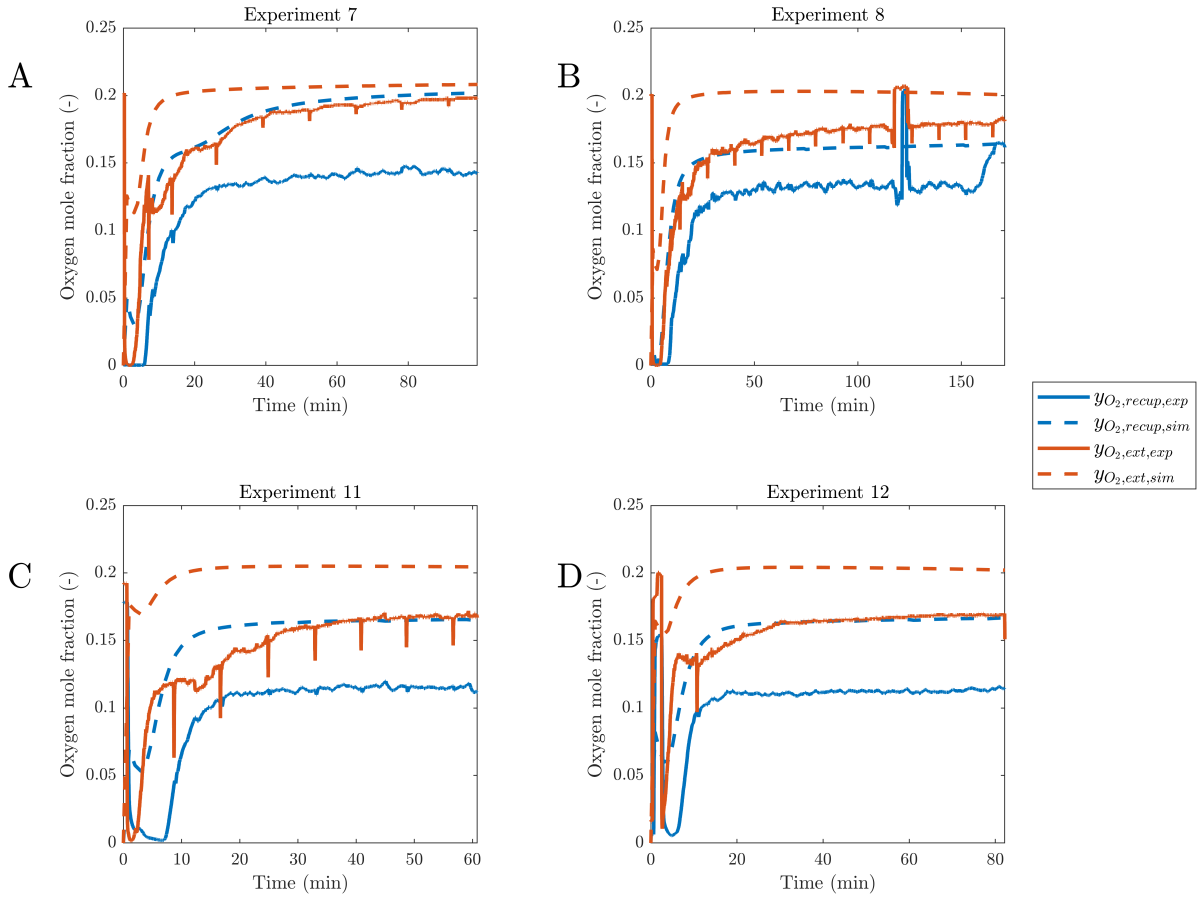 Experiment 7
A
Oxygen mole fraction (-)
0.25
0.2
0.15
0.1
0.05
0
0 20 40 60 80
Time (min)
Experiment 8
B
Oxygen mole fraction (-)
0.25
0.2
0.15
0.1
0.05
0
0 50 100 150
Time (min)
y_{O_2,recup,exp}
y_{O_2,recup,sim}
y_{O_2,ext,exp}
y_{O_2,ext,sim}
Experiment 11
C
Oxygen mole fraction (-)
0.25
0.2
0.15
0.1
0.05
0
0 10 20 30 40 50 60
Time (min)
Experiment 12
D
Oxygen mole fraction (-)
0.25
0.2
0.15
0.1
0.05
0
0 20 40 60 80
Time (min)